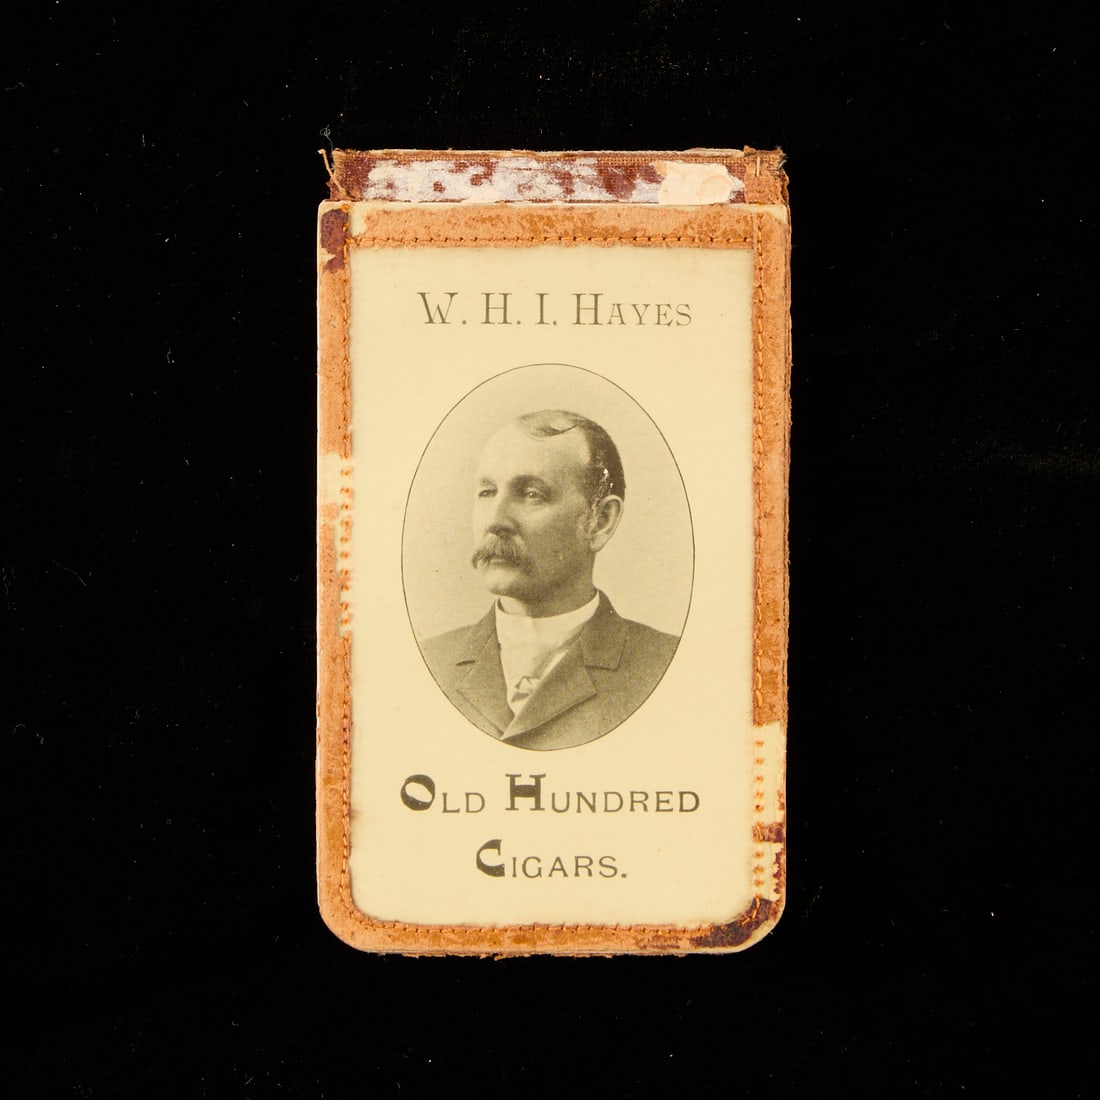 W. H. I. HAYES
OLD HUNDRED
CIGARS.